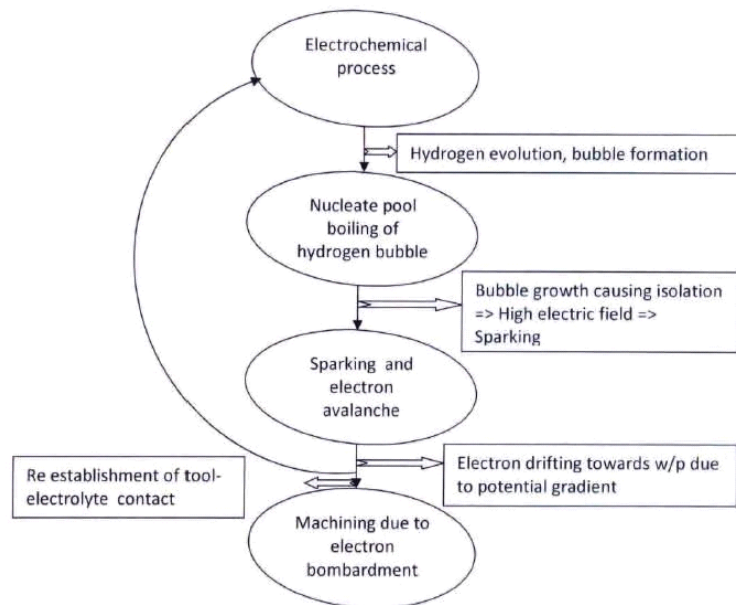 Electrochemical
process
Hydrogen evolution, bubble formation
Nucleate pool
boiling of
hydrogen bubble
Bubble growth causing isolation
=> High electric field =>
Sparking
Sparking and
electron
avalanche
Electron drifting towards w/p due
to potential gradient
Re establishment of tool-
electrolyte contact
Machining due to
electron
bombardment